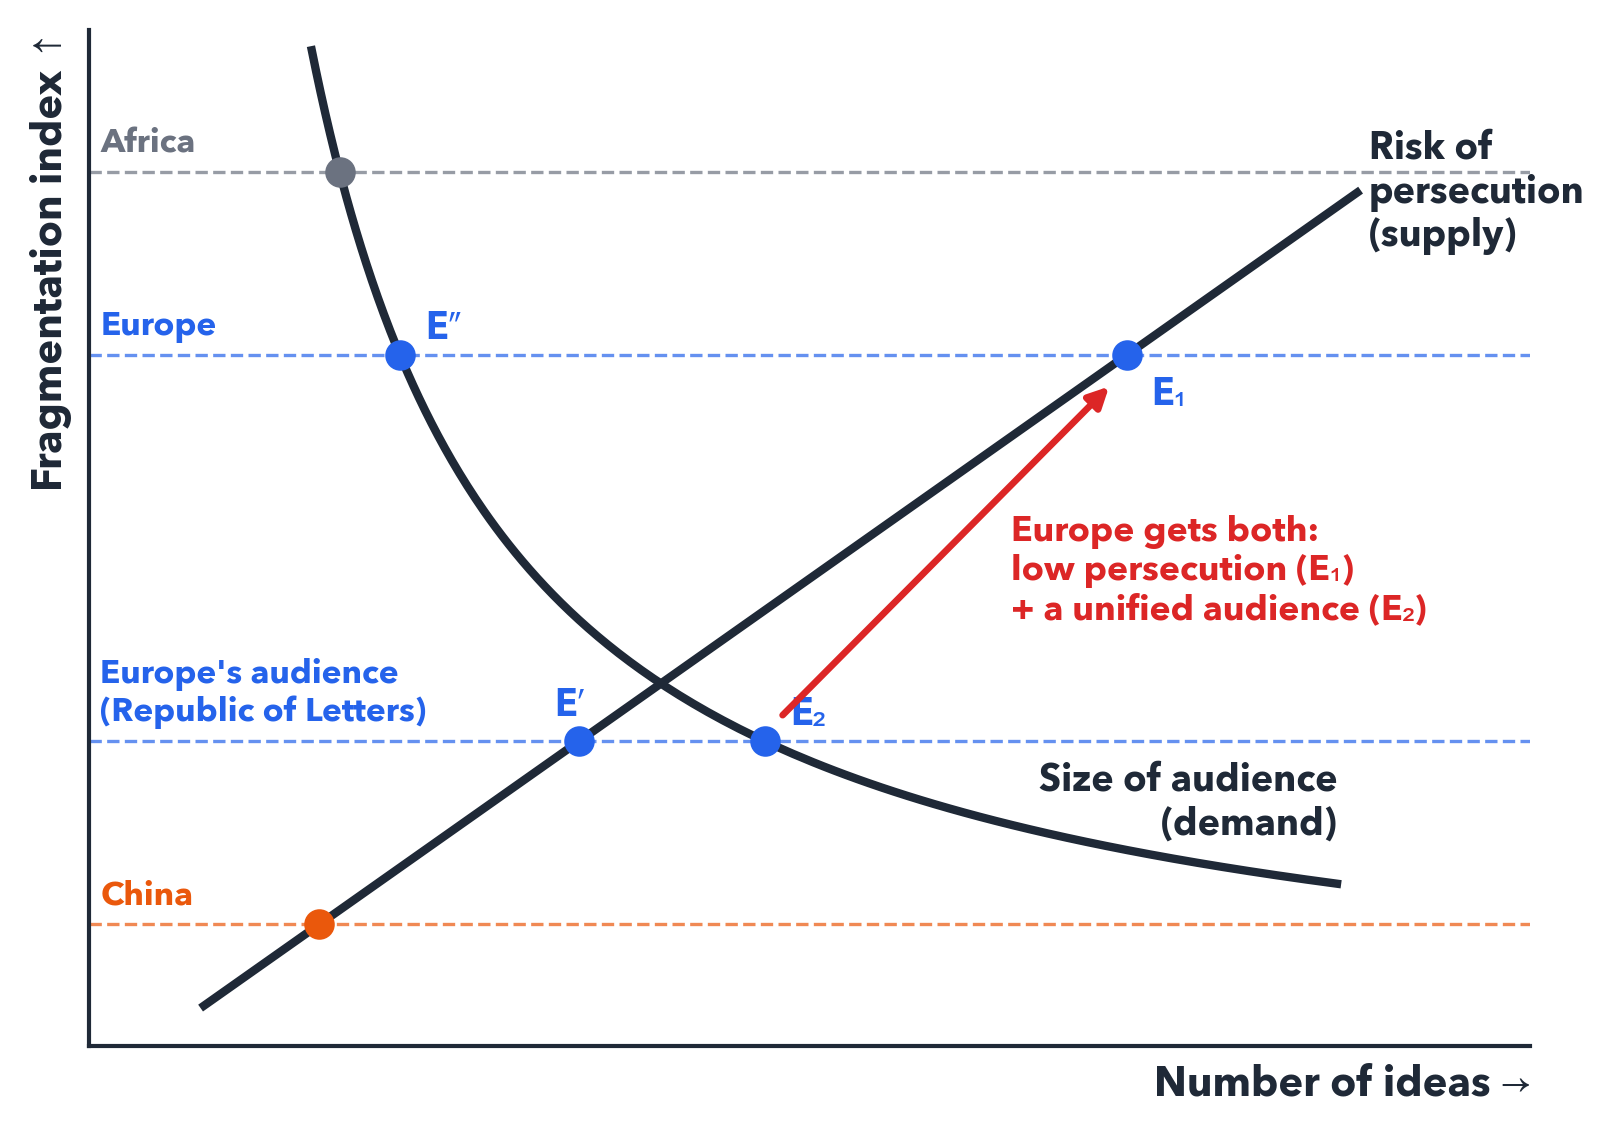 Fragmentation index ↑
Africa
Risk of
persecution
(supply)
Europe
E″
E₁
Europe gets both:
low persecution (E₁)
+ a unified audience (E₂)
Europe's audience
(Republic of Letters)
E′
E₂
Size of audience
(demand)
China
Number of ideas →